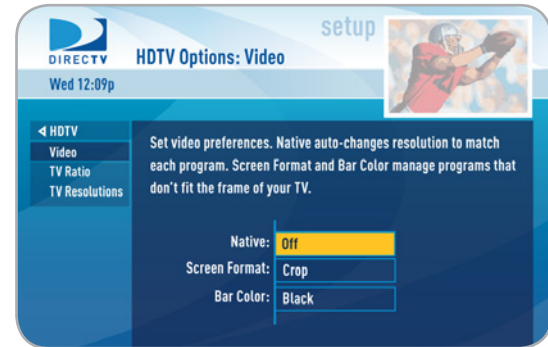 setup
DIRECTV
HDTV Options: Video
Wed 12:09p
HDTV
Video
TV Ratio
TV Resolutions
Set video preferences. Native auto-changes resolution to match
each program. Screen Format and Bar Color manage programs that
don't fit the frame of your TV.
Native: Off
Screen Format: Crop
Bar Color: Black